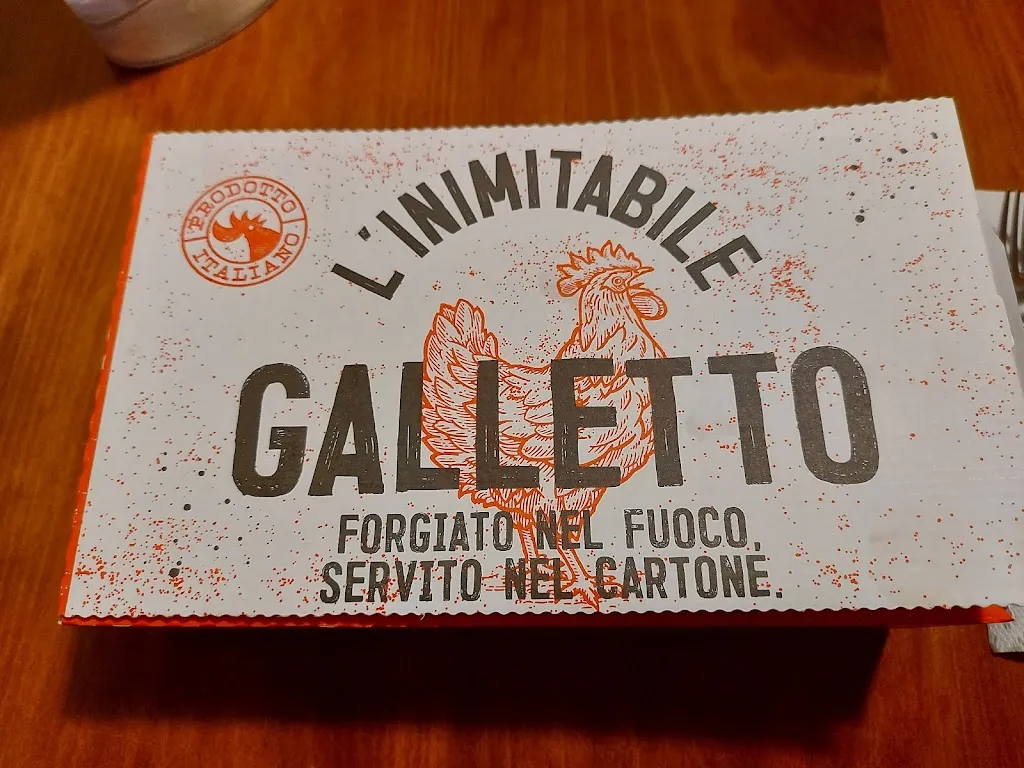 PRODOTTO
ITALIANO
L'INIMITABILE
GALLETTO
FORGIATO NEL FUOCO,
SERVITO NEL CARTONE.